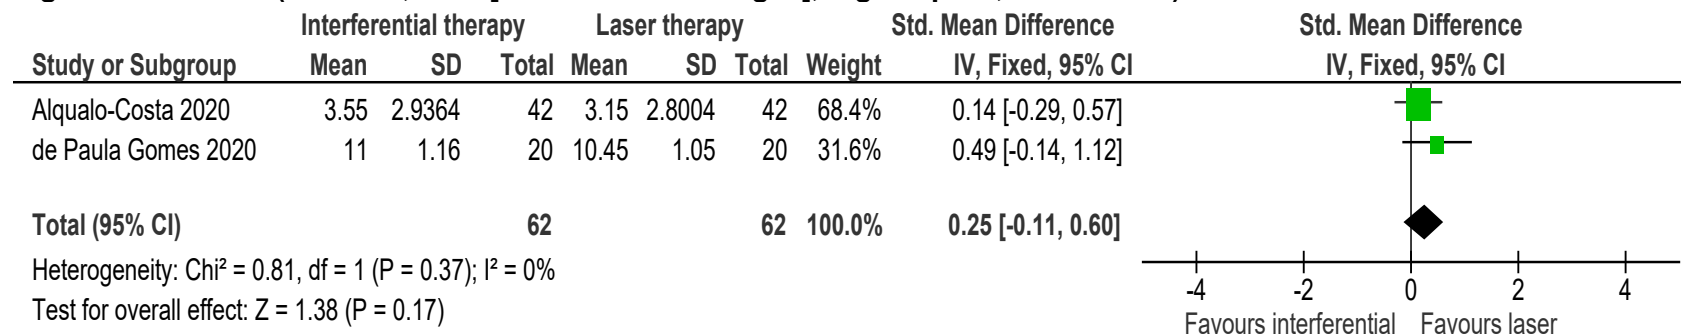 Interferential therapy Laser therapy Std. Mean Difference Std. Mean Difference
Study or Subgroup Mean SD Total Mean SD Total Weight IV, Fixed, 95% CI IV, Fixed, 95% CI
Alqualo-Costa 2020 3.55 2.9364 42 3.15 2.8004 42 68.4% 0.14 [-0.29, 0.57]
de Paula Gomes 2020 11 1.16 20 10.45 1.05 20 31.6% 0.49 [-0.14, 1.12]
Total (95% CI) 62 62 100.0% 0.25 [-0.11, 0.60]
Heterogeneity: Chi² = 0.81, df = 1 (P = 0.37); I² = 0%
Test for overall effect: Z = 1.38 (P = 0.17)
-4 -2 0 2 4
Favours interferential Favours laser